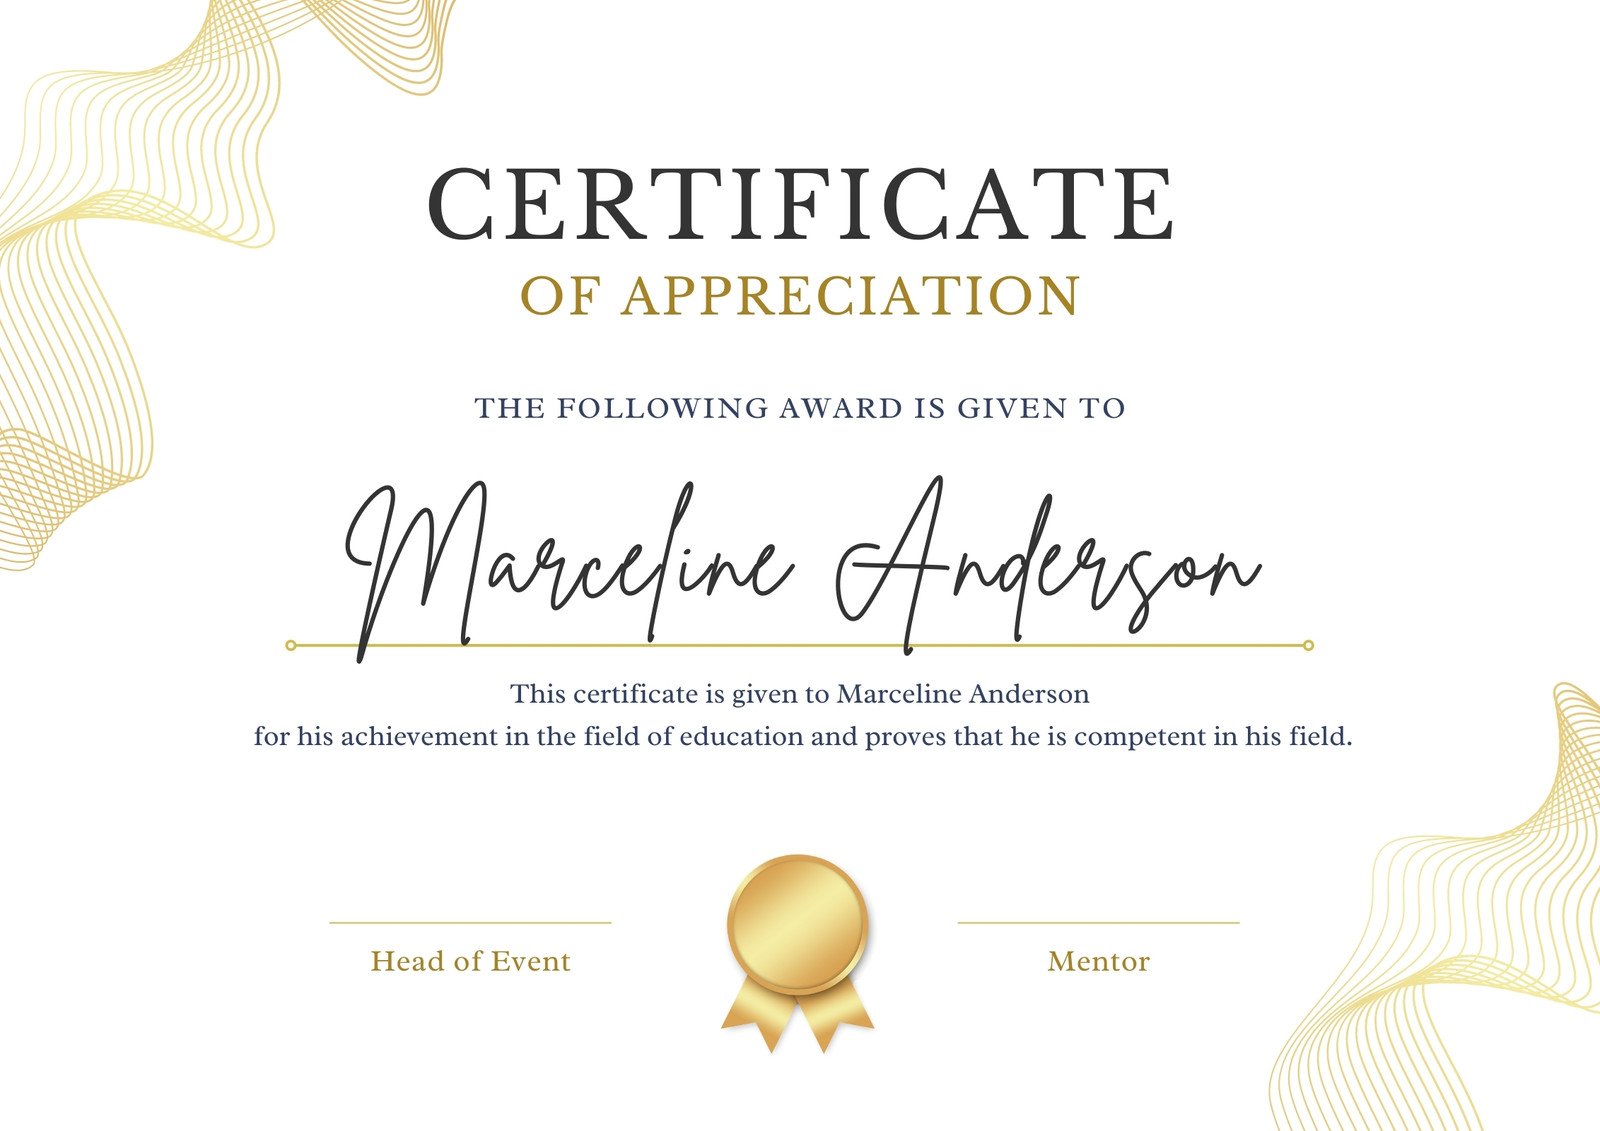 CERTIFICATE
OF APPRECIATION
THE FOLLOWING AWARD IS GIVEN TO
Marceline Anderson
This certificate is given to Marceline Anderson
for his achievement in the field of education and proves that he is competent in his field.
Head of Event
Mentor